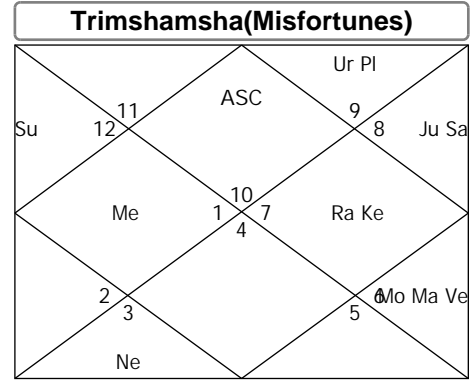 Trimshamsha(Misfortunes)
Ur Pl
ASC
11
9
Su
12
8
Ju Sa
10
Me
1
7
Ra Ke
4
2
6
Mo Ma Ve
3
5
Ne